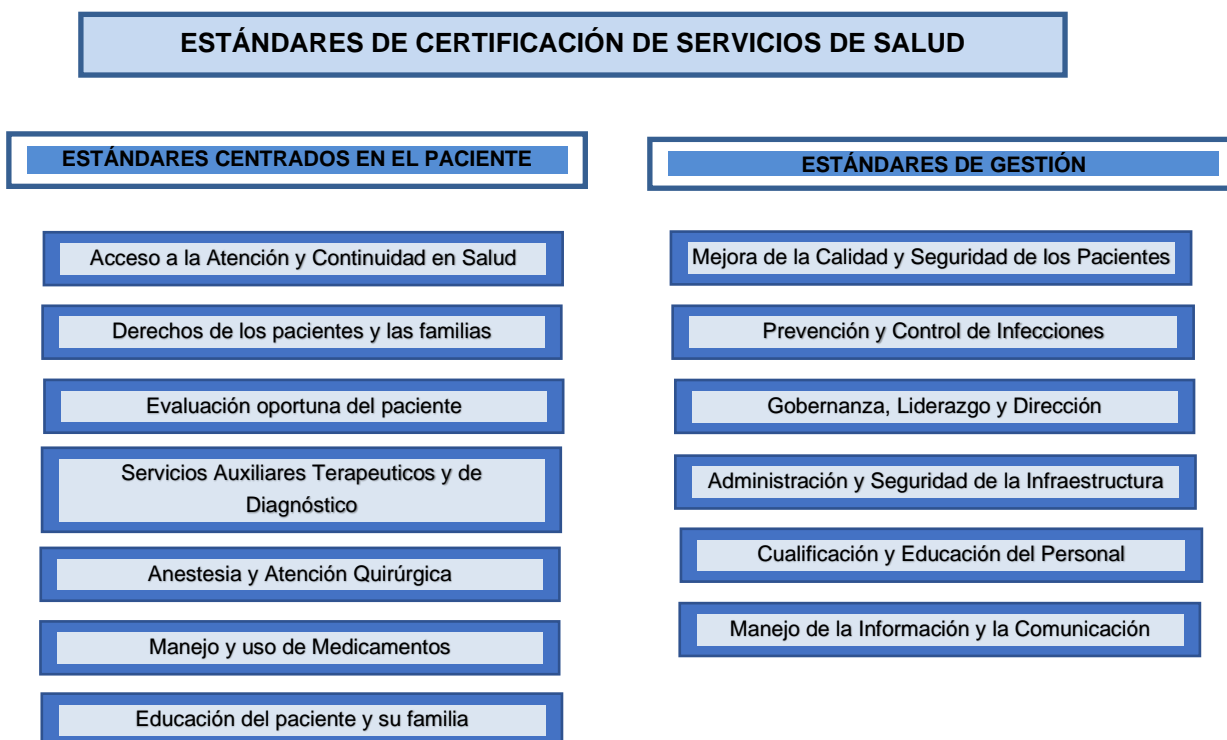 ESTÁNDARES DE CERTIFICACIÓN DE SERVICIOS DE SALUD
ESTÁNDARES CENTRADOS EN EL PACIENTE
Acceso a la Atención y Continuidad en Salud
Derechos de los pacientes y las familias
Evaluación oportuna del paciente
Servicios Auxiliares Terapeuticos y de
Diagnóstico
Anestesia y Atención Quirúrgica
Manejo y uso de Medicamentos
Educación del paciente y su familia
ESTÁNDARES DE GESTIÓN
Mejora de la Calidad y Seguridad de los Pacientes
Prevención y Control de Infecciones
Gobernanza, Liderazgo y Dirección
Administración y Seguridad de la Infraestructura
Cualificación y Educación del Personal
Manejo de la Información y la Comunicación